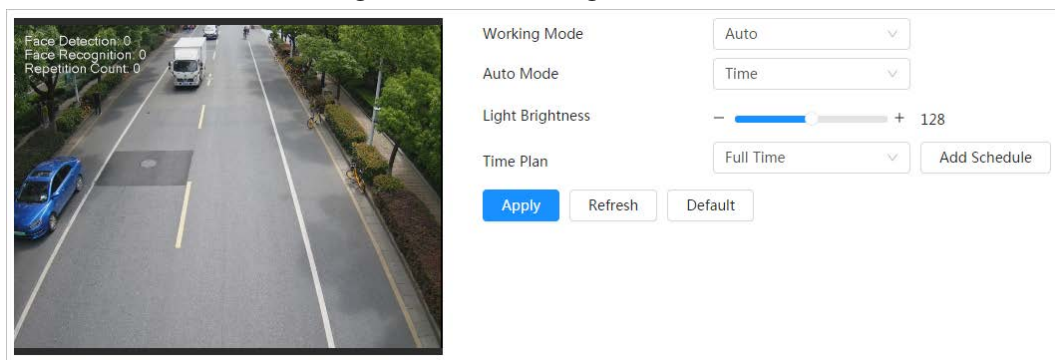 Face Detection: 0
Face Recognition: 0
Repetition Count: 0
Working Mode Auto
Auto Mode Time
Light Brightness - + 128
Time Plan Full Time Add Schedule
Apply Refresh Default